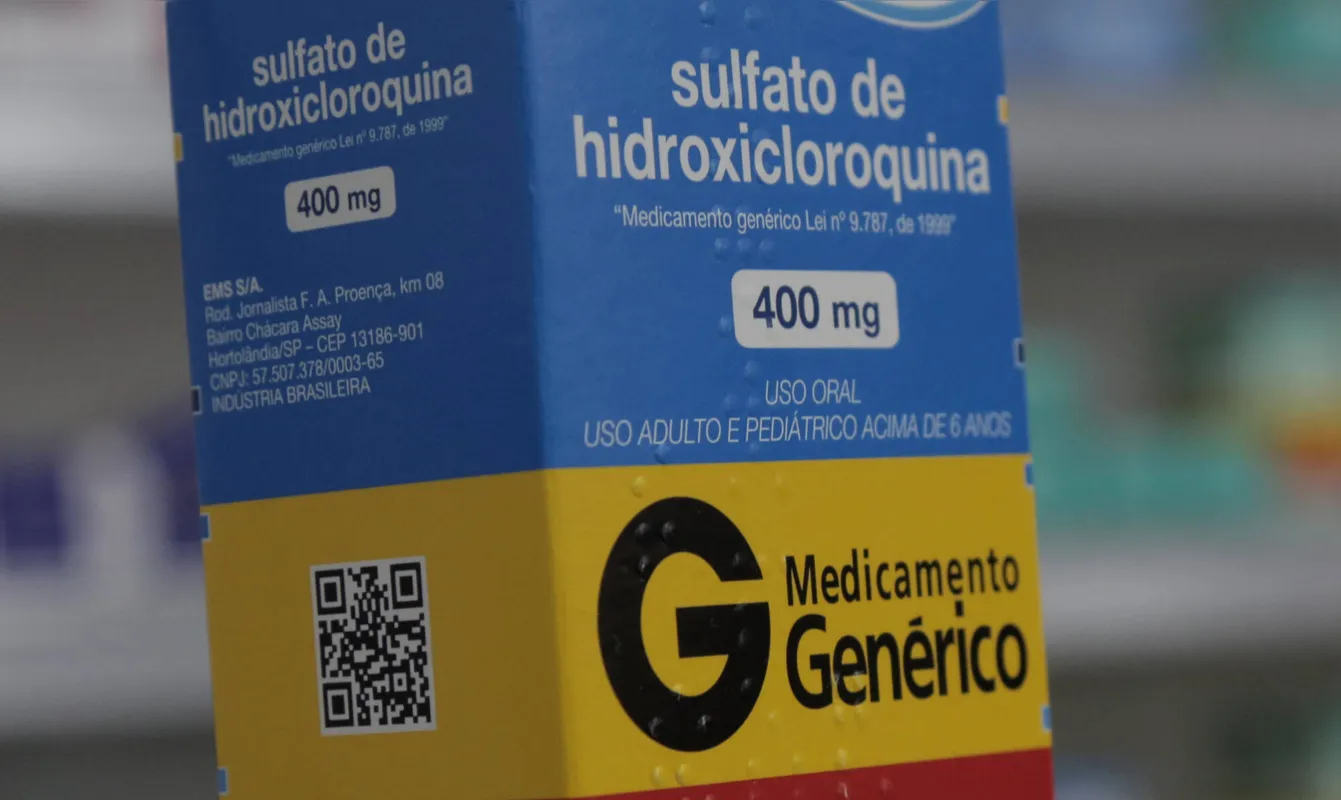 sulfato de
hidroxicloroquina
"Medicamento genérico Lei nº 9.787, de 1999"
400 mg
EMS S/A.
Rod. Jornalista F. A. Proença, km 08
Bairro Chácara Assay
Hortolândia/SP – CEP 13186-901
CNPJ: 57.507.378/0003-65
INDÚSTRIA BRASILEIRA
sulfato de
hidroxicloroquina
"Medicamento genérico Lei nº 9.787, de 1999"
400 mg
USO ORAL
USO ADULTO E PEDIÁTRICO ACIMA DE 6 ANOS
G
Medicamento
Genérico